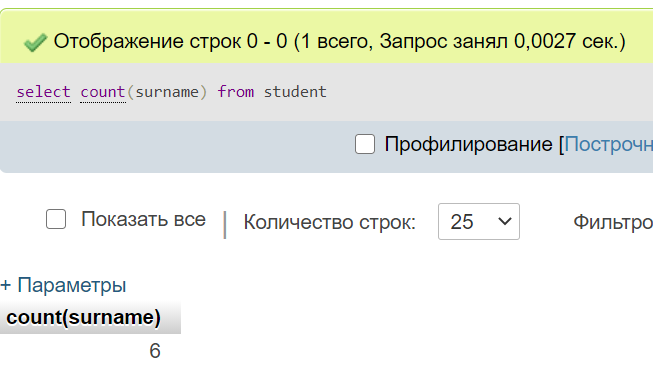 Отображение строк 0 - 0 (1 всего, Запрос занял 0,0027 сек.)
select count(surname) from student
Профилирование [Построчн
Показать все | Количество строк: 25 Фильтро
+ Параметры
count(surname)
6